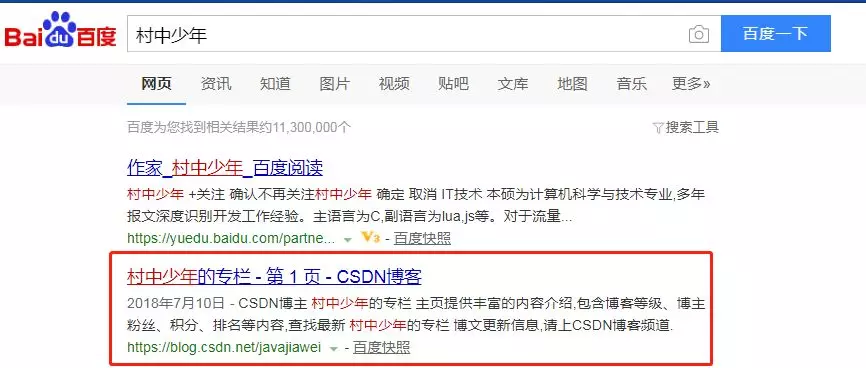 Bai du 百度
村中少年
百度一下
网页 资讯 知道 图片 视频 贴吧 文库 地图 音乐 更多»
百度为您找到相关结果约11,300,000个 搜索工具
作家_村中少年_百度阅读
村中少年 +关注 确认不再关注村中少年 确定 取消 IT技术 本硕为计算机科学与技术专业,多年
报文深度识别开发工作经验。主语言为C,副语言为lua,js等。对于流量...
https://yuedu.baidu.com/partne... V3 - 百度快照
村中少年的专栏 - 第 1 页 - CSDN博客
2018年7月10日 - CSDN博主 村中少年的专栏 主页提供丰富的内容介绍,包含博客等级、博主
粉丝、积分、排名等内容,查找最新 村中少年的专栏 博文更新信息,请上CSDN博客频道.
https://blog.csdn.net/javajiawei - 百度快照